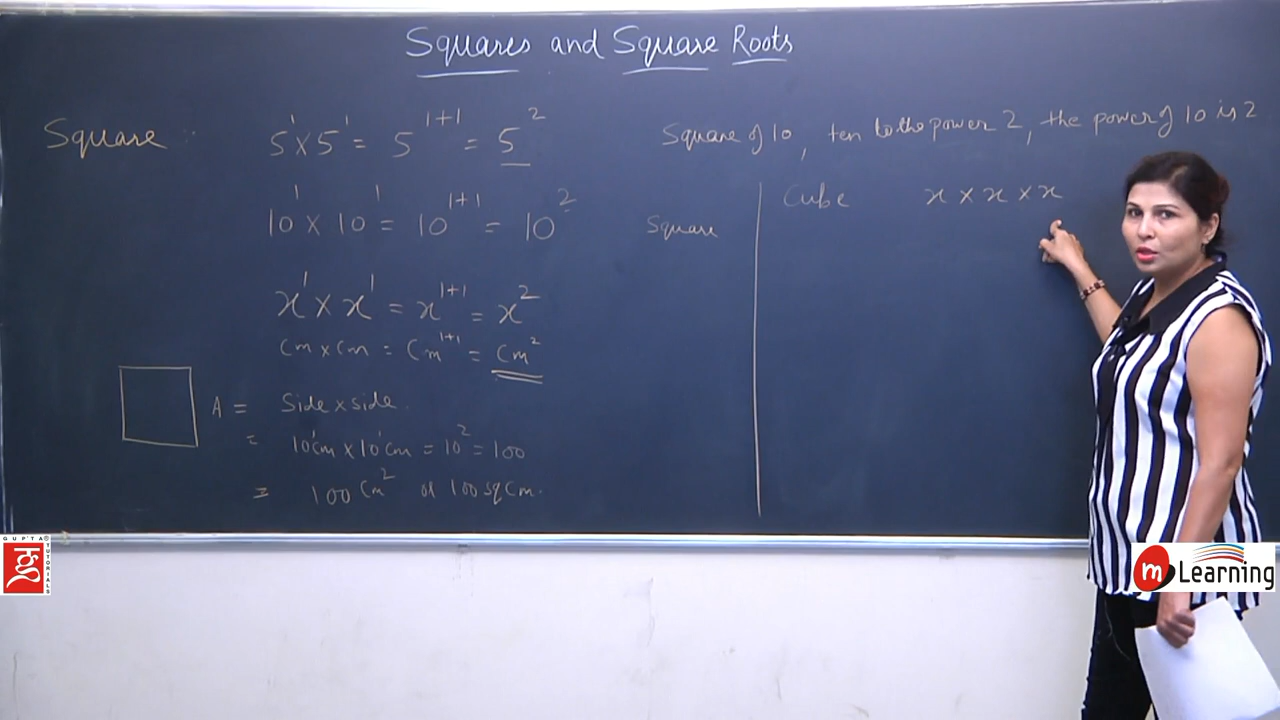 Squares and Square Roots
Square :
5¹ x 5¹ = 5¹⁺¹ = 5²
10¹ x 10¹ = 10¹⁺¹ = 10²
x¹ × x¹ = x¹⁺¹ = x²
Cm x Cm = Cm¹⁺¹ = Cm²
A = Side x side.
= 10¹cm x 10¹cm = 10² = 100
= 100 Cm² or 100 sq Cm.
Square of 10, ten to the power 2, the power of 10 is 2
Square
Cube x × x × x
GUPTA®
TUTORIALS
m Learning